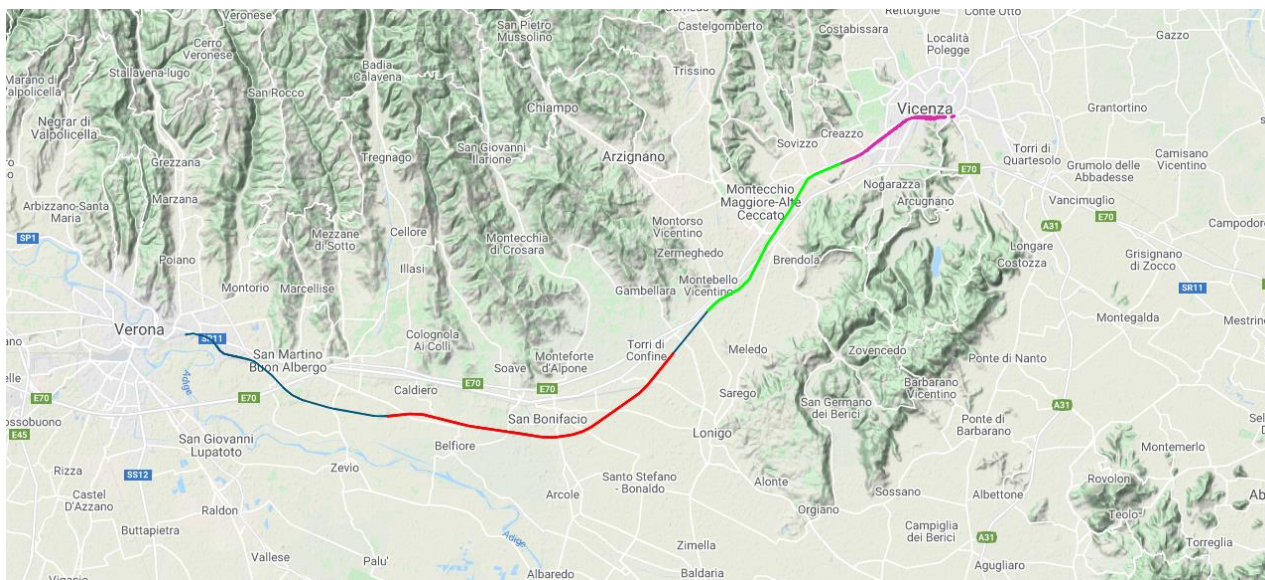 Veronese
San Pietro
Mussolino
Castelgomberto
Costabissara
Rettorgole
Conte Otto
Località
Polegge
Gazzo
Cerro
Veronese
Marano di
Valpolicella
Stallavena-lugo
Badia
Calavena
San Rocco
Trissino
Chiampo
Vicenza
Grantortino
Negrar di
Valpolicella
Creazzo
Sovizzo
Grezzana
Tregnago
San Giovanni
Ilarione
Arzignano
Torri di
Quartesolo
Camisano
Vicentino
E70
Grumolo delle
Abbadesse
Arbizzano-Santa
Maria
Marzana
Montecchio
Maggiore-Alte
Ceccato
Nogarazza
Arcugnano
Vancimuglio
E70
A31
Campodoro
SP1
Mezzane
di Sotto
Cellore
Montecchia
di Crosara
Montorso
Vicentino
Zermeghedo
Longare
Costozza
Grisignano
di Zocco
Poiano
Illasi
Brendola
Montorio
Marcellise
Gambellara
Montebello
Vicentino
SR11
Verona
SR11
Colognola
Ai Colli
Montegalda
Mestrino
San Martino
Buon Albergo
Soave
Monteforte
d'Alpone
Torri di
Confine
Meledo
Zovencedo
Ponte di Nanto
Adige
E70
E70
E70
E70
Caldiero
Sarego
San Germano
dei Berici
Barbarano
Vicentino
A31
E45
San Bonifacio
Lonigo
Ponte di
Barbarano
San Giovanni
Lupatoto
Belfiore
Montemerlo
Rizza
SS12
Zevio
Santo Stefano
- Bonaldo
Alonte
Sossano
Albettone
Rovolon
Castel
D'Azzano
Raldon
Arcole
Orgiano
Teolo
Buttapietra
Adige
Campiglia
dei Berici
A31
Torreglia
Vallese
Palu'
Zimella
Agugliaro
Vigasio
Albaredo
Baldaria